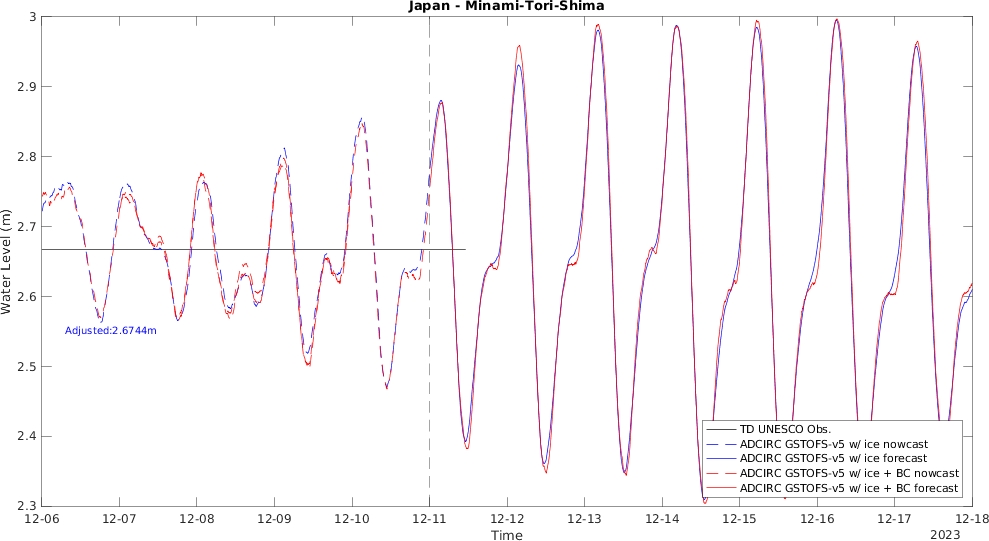 Japan - Minami-Tori-Shima
3
2.9
2.8
2.7
2.6
2.5
2.4
2.3
Water Level (m)
Adjusted:2.6744m
TD UNESCO Obs.
ADCIRC GSTOFS-v5 w/ ice nowcast
ADCIRC GSTOFS-v5 w/ ice forecast
ADCIRC GSTOFS-v5 w/ ice + BC nowcast
ADCIRC GSTOFS-v5 w/ ice + BC forecast
12-06 12-07 12-08 12-09 12-10 12-11 12-12 12-13 12-14 12-15 12-16 12-17 12-18
Time
2023